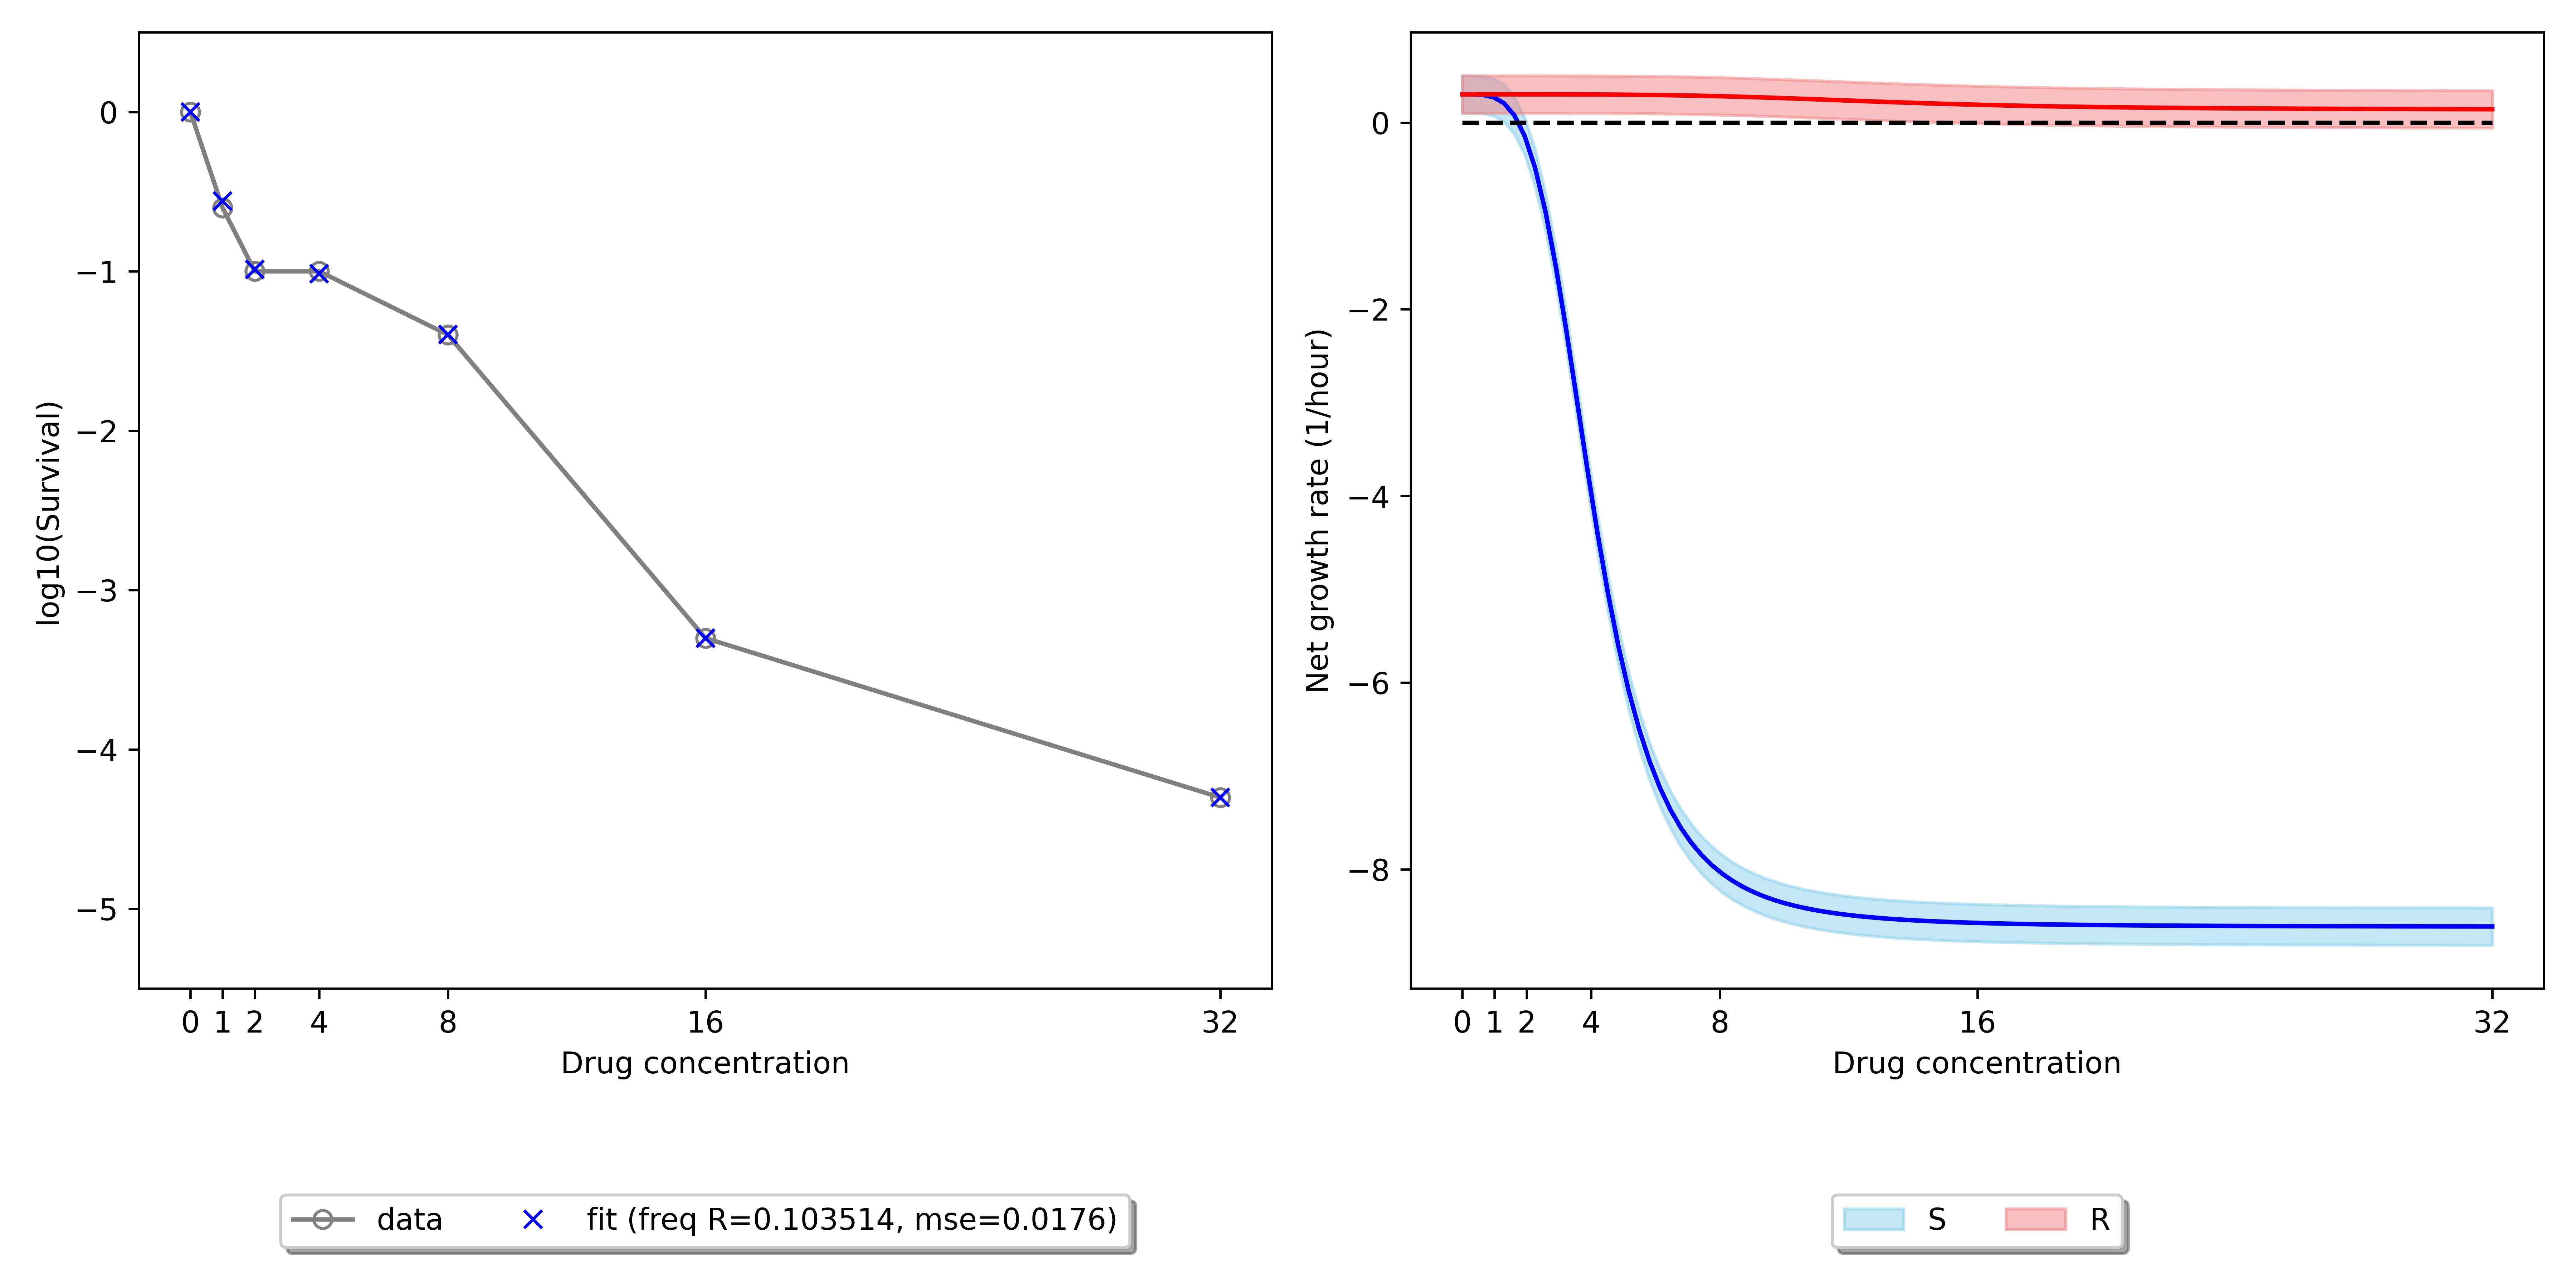 0
−1
−2
−3
−4
−5
log10(Survival)
0 1 2 4 8 16 32
Drug concentration
data fit (freq R=0.103514, mse=0.0176)
0
−2
−4
−6
−8
Net growth rate (1/hour)
0 1 2 4 8 16 32
Drug concentration
S R